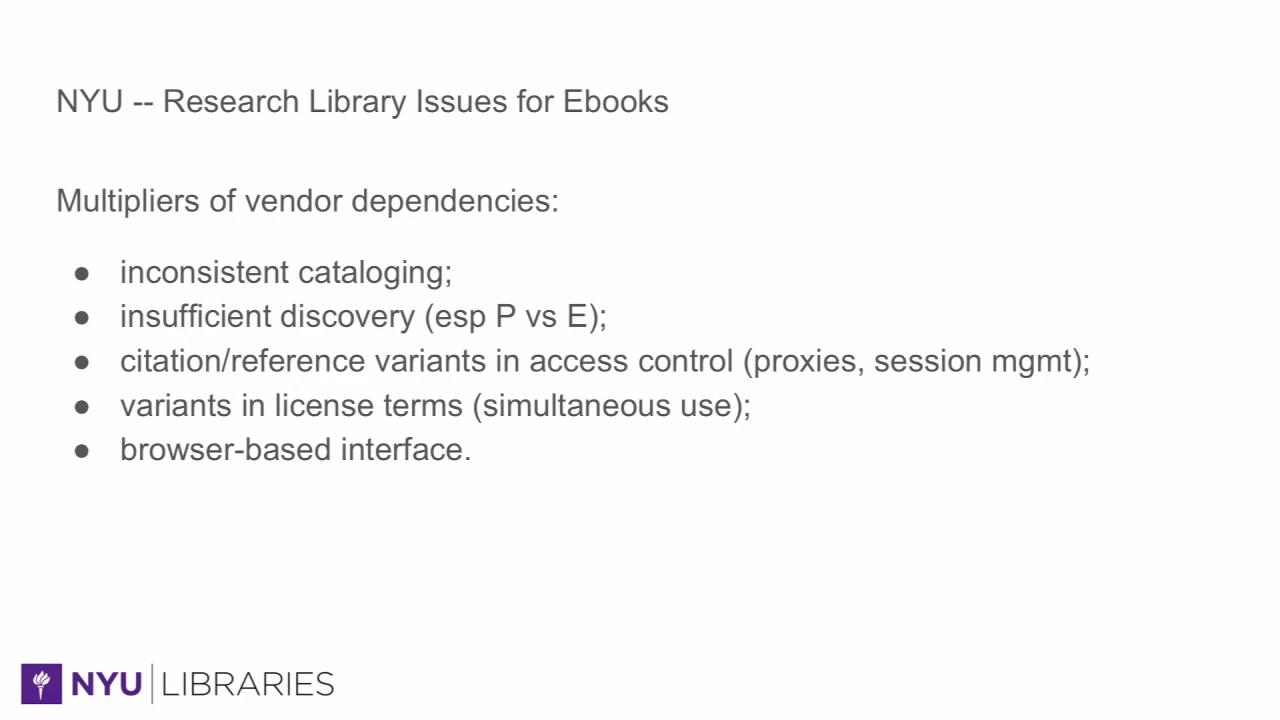 NYU -- Research Library Issues for Ebooks
Multipliers of vendor dependencies:
● inconsistent cataloging;
● insufficient discovery (esp P vs E);
● citation/reference variants in access control (proxies, session mgmt);
● variants in license terms (simultaneous use);
● browser-based interface.
NYU | LIBRARIES